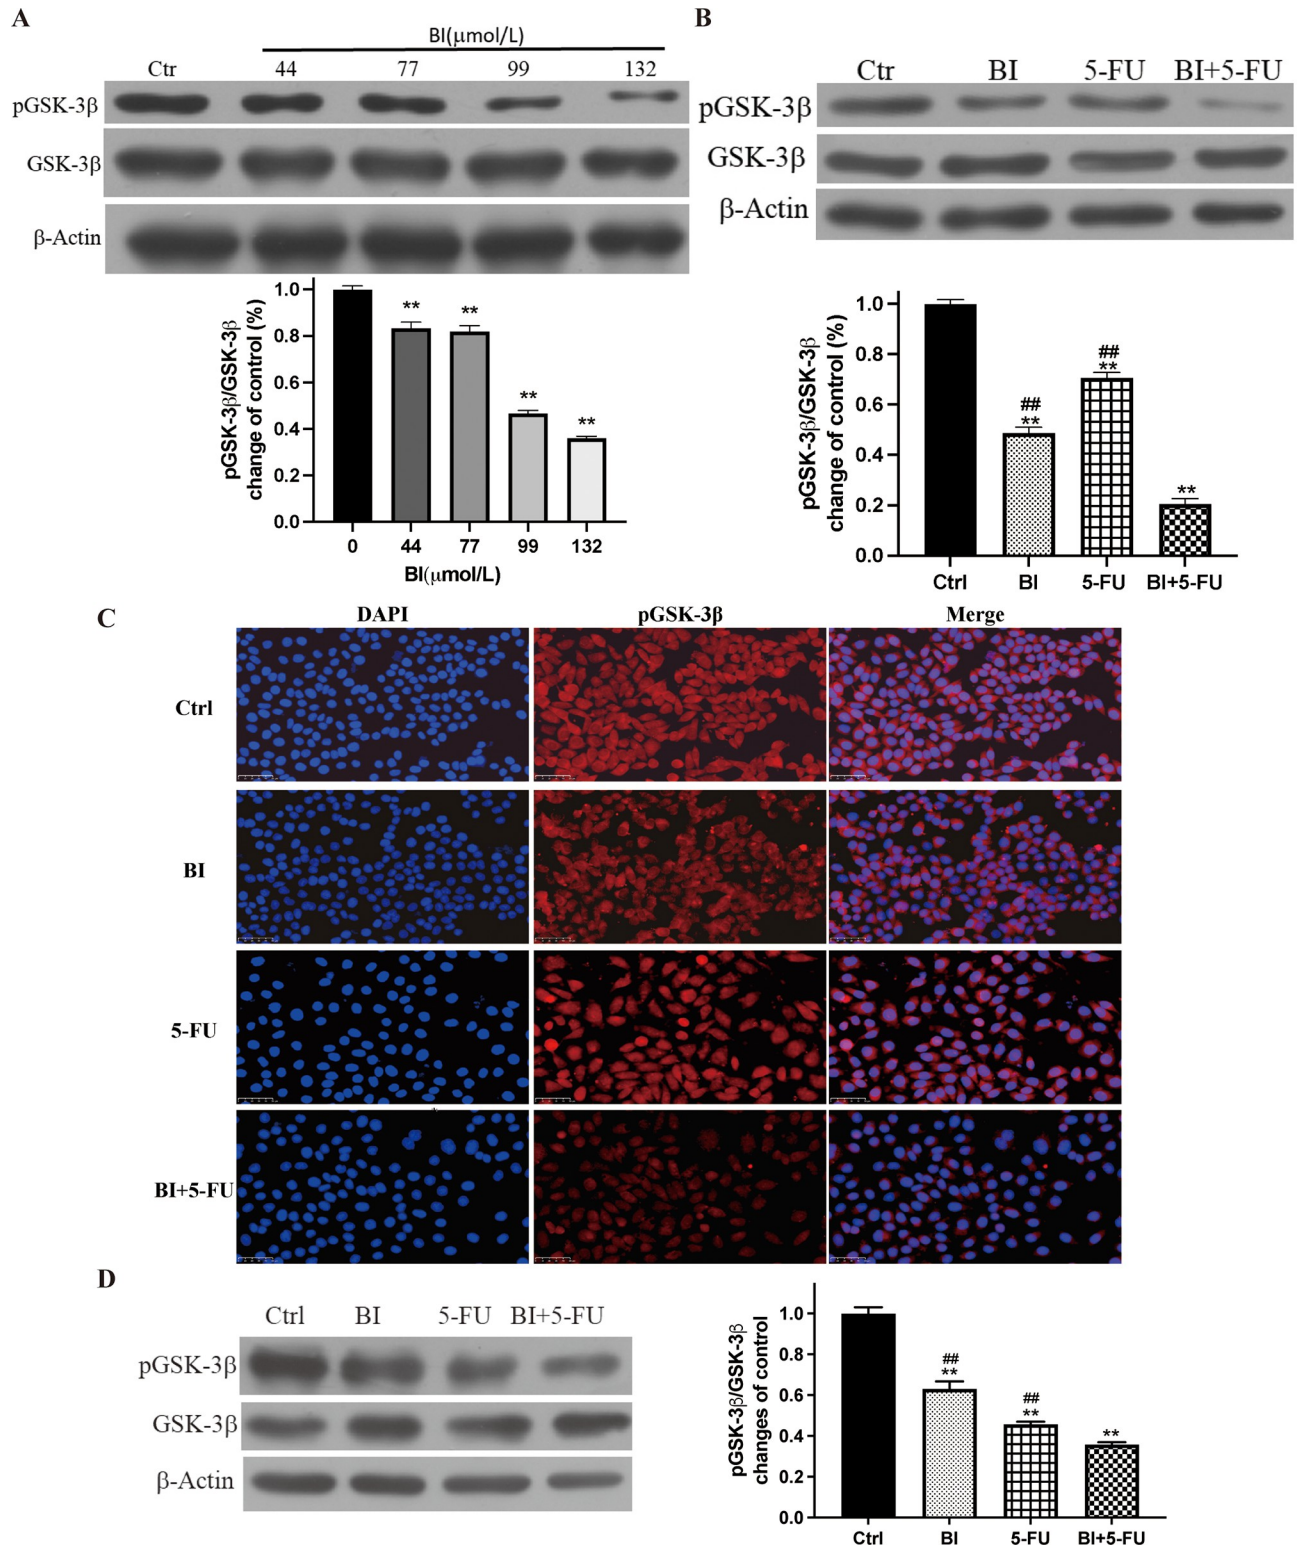 A
BI(μmol/L)
Ctr 44 77 99 132
pGSK-3β
GSK-3β
β-Actin
pGSK-3β/GSK-3β
change of control (%)
1.0
0.8
0.6
0.4
0.2
0.0
** ** ** **
0 44 77 99 132
BI(μmol/L)
B
Ctr BI 5-FU BI+5-FU
pGSK-3β
GSK-3β
β-Actin
pGSK-3β/GSK-3β
change of control (%)
1.0
0.8
0.6
0.4
0.2
0.0
## ##
** ** **
Ctrl BI 5-FU BI+5-FU
C
DAPI pGSK-3β Merge
Ctrl
BI
5-FU
BI+5-FU
D
Ctrl BI 5-FU BI+5-FU
pGSK-3β
GSK-3β
β-Actin
pGSK-3β/GSK-3β
changes of control
1.0
0.8
0.6
0.4
0.2
0.0
## ##
** ** **
Ctrl BI 5-FU BI+5-FU